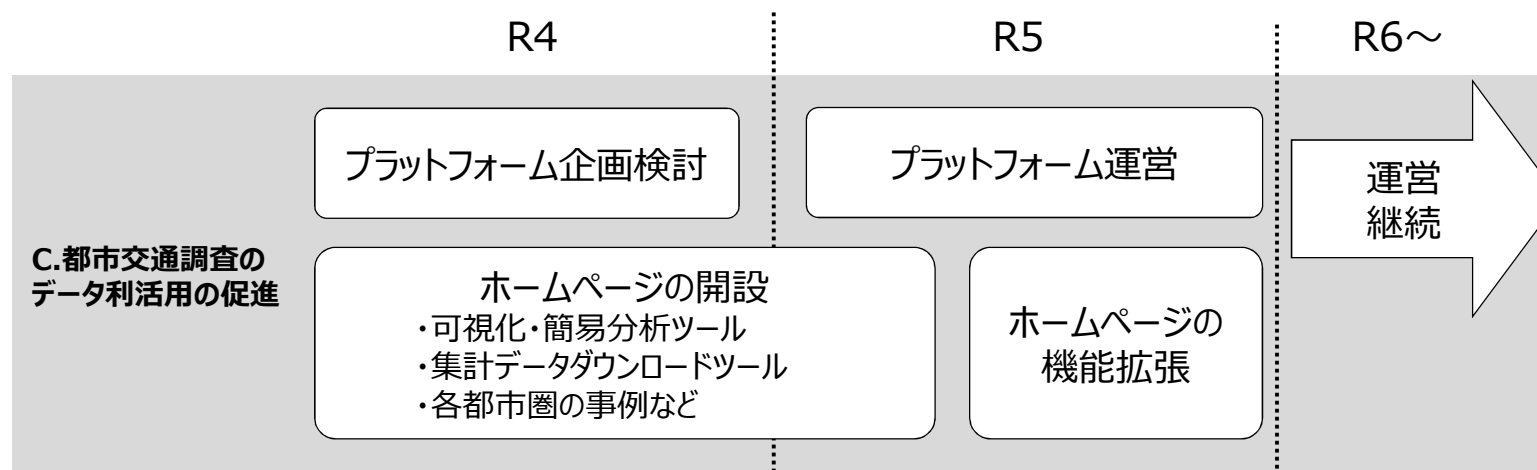 R4
R5
R6～
C.都市交通調査の
データ利活用の促進
プラットフォーム企画検討
プラットフォーム運営
運営
継続
ホームページの開設
・可視化・簡易分析ツール
・集計データダウンロードツール
・各都市圏の事例など
ホームページの
機能拡張